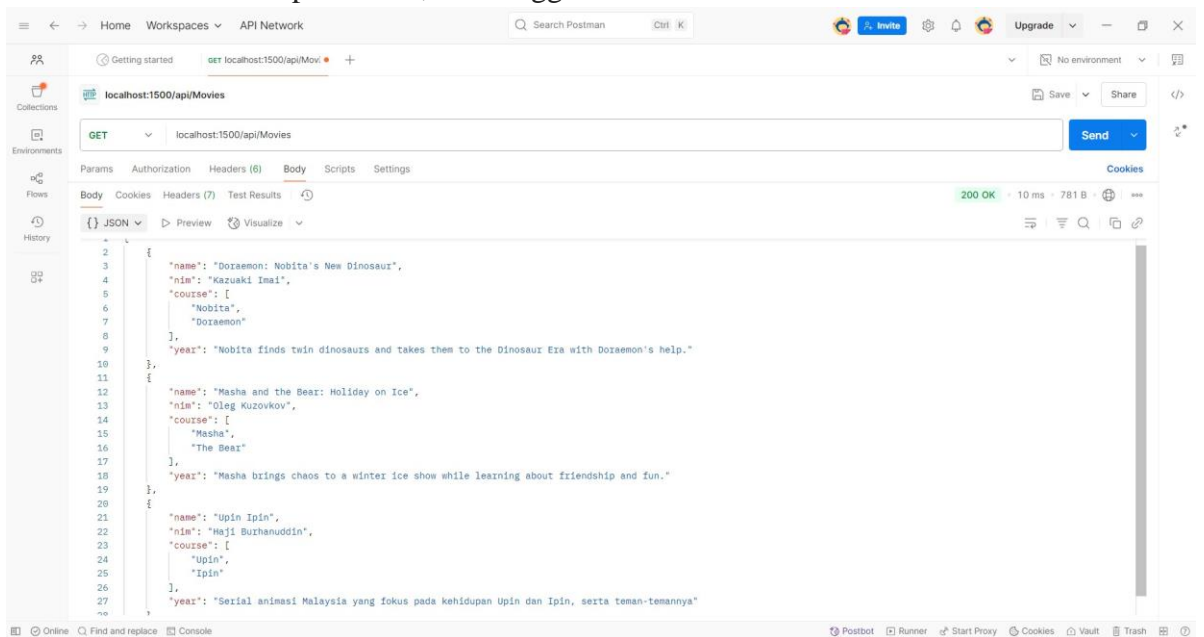 Home Workspaces API Network Search Postman Ctrl K Invite Upgrade
Getting started GET localhost:1500/api/Movi No environment
Collections
Environments
Flows
History
HTTP localhost:1500/api/Movies Save Share
GET localhost:1500/api/Movies Send
Params Authorization Headers (6) Body Scripts Settings Cookies
Body Cookies Headers (7) Test Results 200 OK 10 ms 781 B
{} JSON Preview Visualize
1 [
2 {
3 "name": "Doraemon: Nobita's New Dinosaur",
4 "nim": "Kazuaki Imai",
5 "course": [
6 "Nobita",
7 "Doraemon"
8 ],
9 "year": "Nobita finds twin dinosaurs and takes them to the Dinosaur Era with Doraemon's help."
10 },
11 {
12 "name": "Masha and the Bear: Holiday on Ice",
13 "nim": "Oleg Kuzovkov",
14 "course": [
15 "Masha",
16 "The Bear"
17 ],
18 "year": "Masha brings chaos to a winter ice show while learning about friendship and fun."
19 },
20 {
21 "name": "Upin Ipin",
22 "nim": "Haji Burhanuddin",
23 "course": [
24 "Upin",
25 "Ipin"
26 ],
27 "year": "Serial animasi Malaysia yang fokus pada kehidupan Upin dan Ipin, serta teman-temannya"
28 }
Online Find and replace Console Postbot Runner Start Proxy Cookies Vault Trash